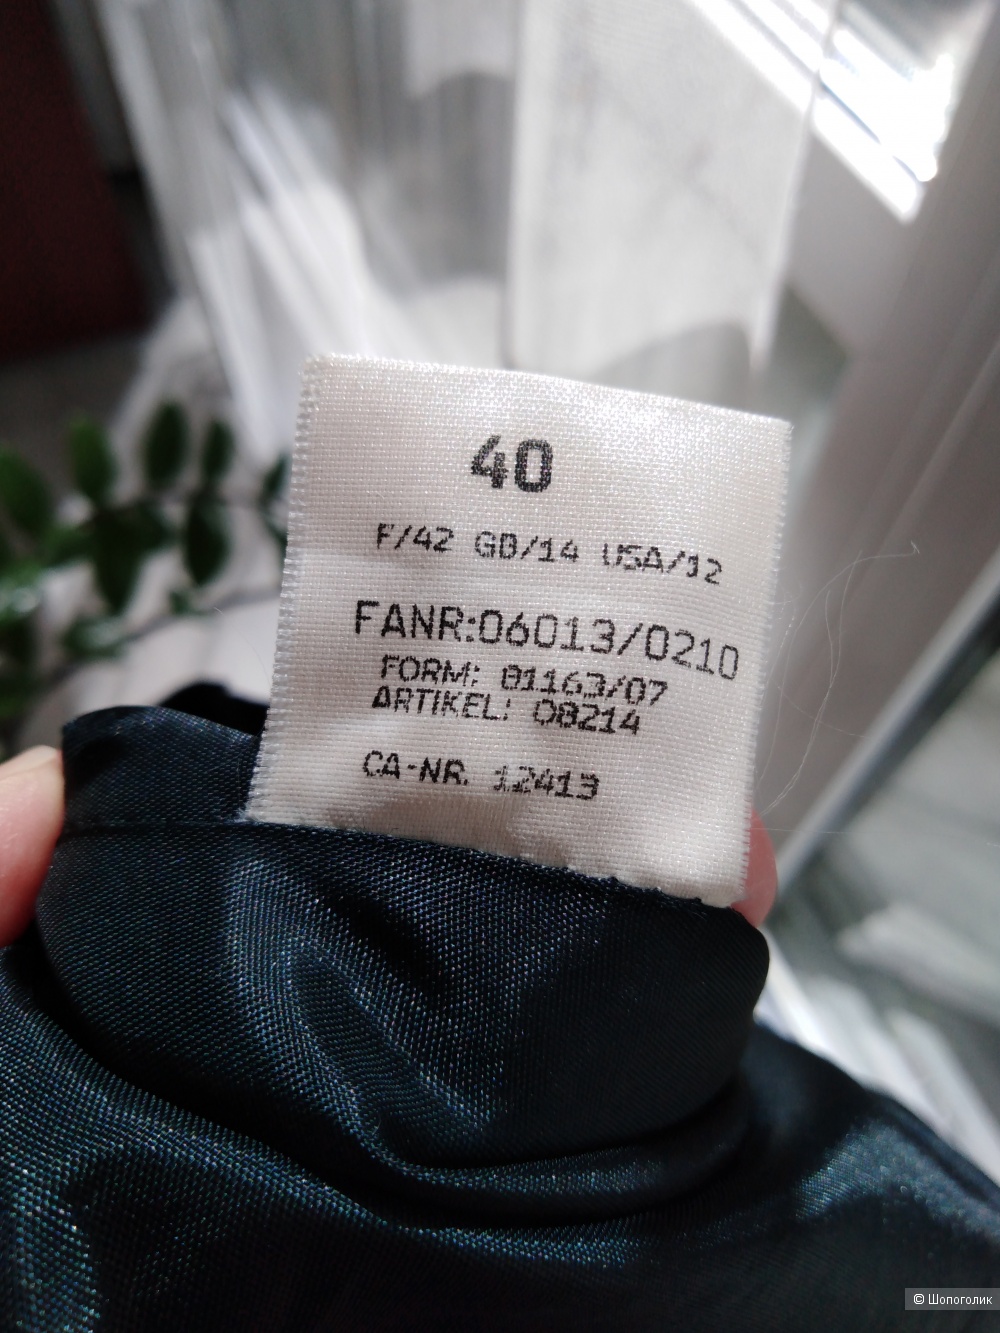 40
F/42 GB/14 USA/12
FANR:06013/0210
FORM: 01163/07
ARTIKEL: 08214
CA-NR. 12413
© Шопоголик